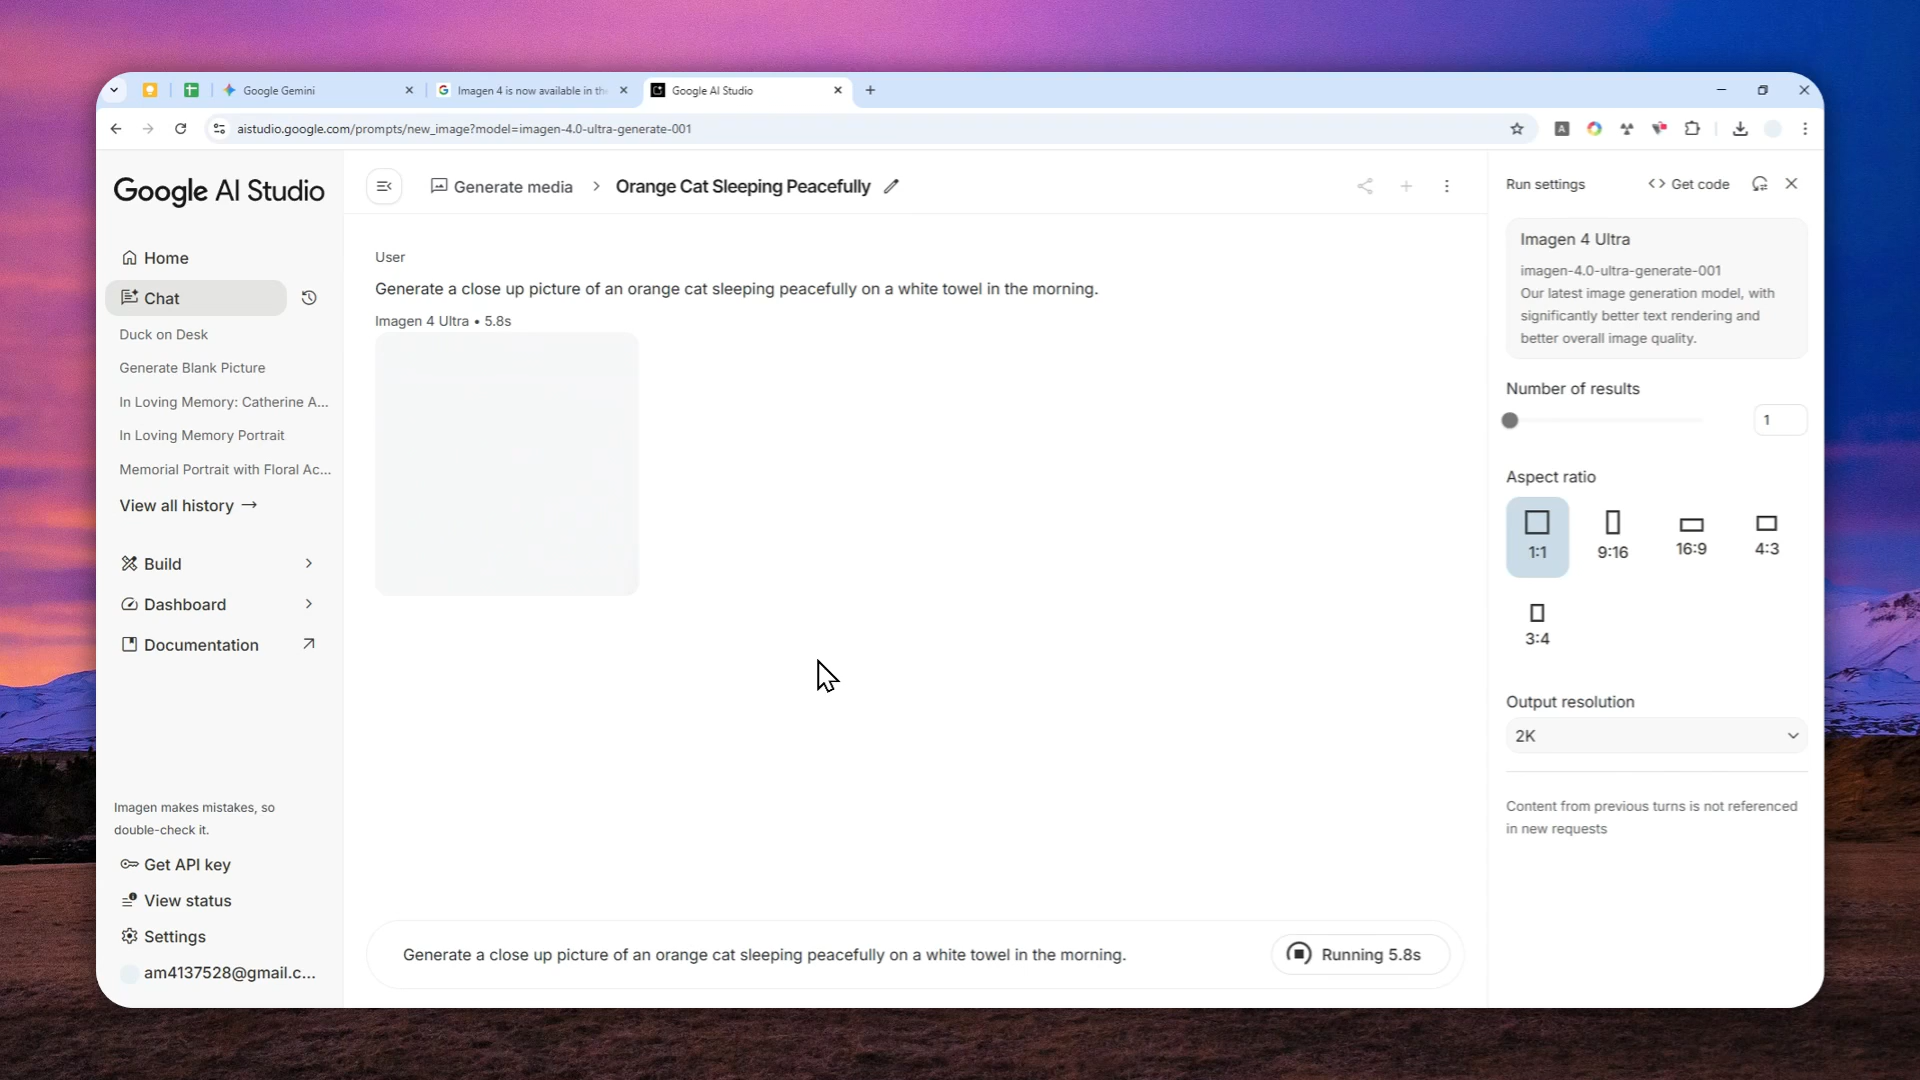 Google Gemini
Imagen 4 is now available in th
Google AI Studio
aistudio.google.com/prompts/new_image?model=imagen-4.0-ultra-generate-001
Google AI Studio
Home
Chat
Duck on Desk
Generate Blank Picture
In Loving Memory: Catherine A...
In Loving Memory Portrait
Memorial Portrait with Floral Ac...
View all history →
Build
Dashboard
Documentation
Imagen makes mistakes, so
double-check it.
Get API key
View status
Settings
am4137528@gmail.c...
Generate media > Orange Cat Sleeping Peacefully
User
Generate a close up picture of an orange cat sleeping peacefully on a white towel in the morning.
Imagen 4 Ultra • 5.8s
Generate a close up picture of an orange cat sleeping peacefully on a white towel in the morning.
Running 5.8s
Run settings
<> Get code
Imagen 4 Ultra
imagen-4.0-ultra-generate-001
Our latest image generation model, with
significantly better text rendering and
better overall image quality.
Number of results
1
Aspect ratio
1:1 9:16 16:9 4:3
3:4
Output resolution
2K
Content from previous turns is not referenced
in new requests